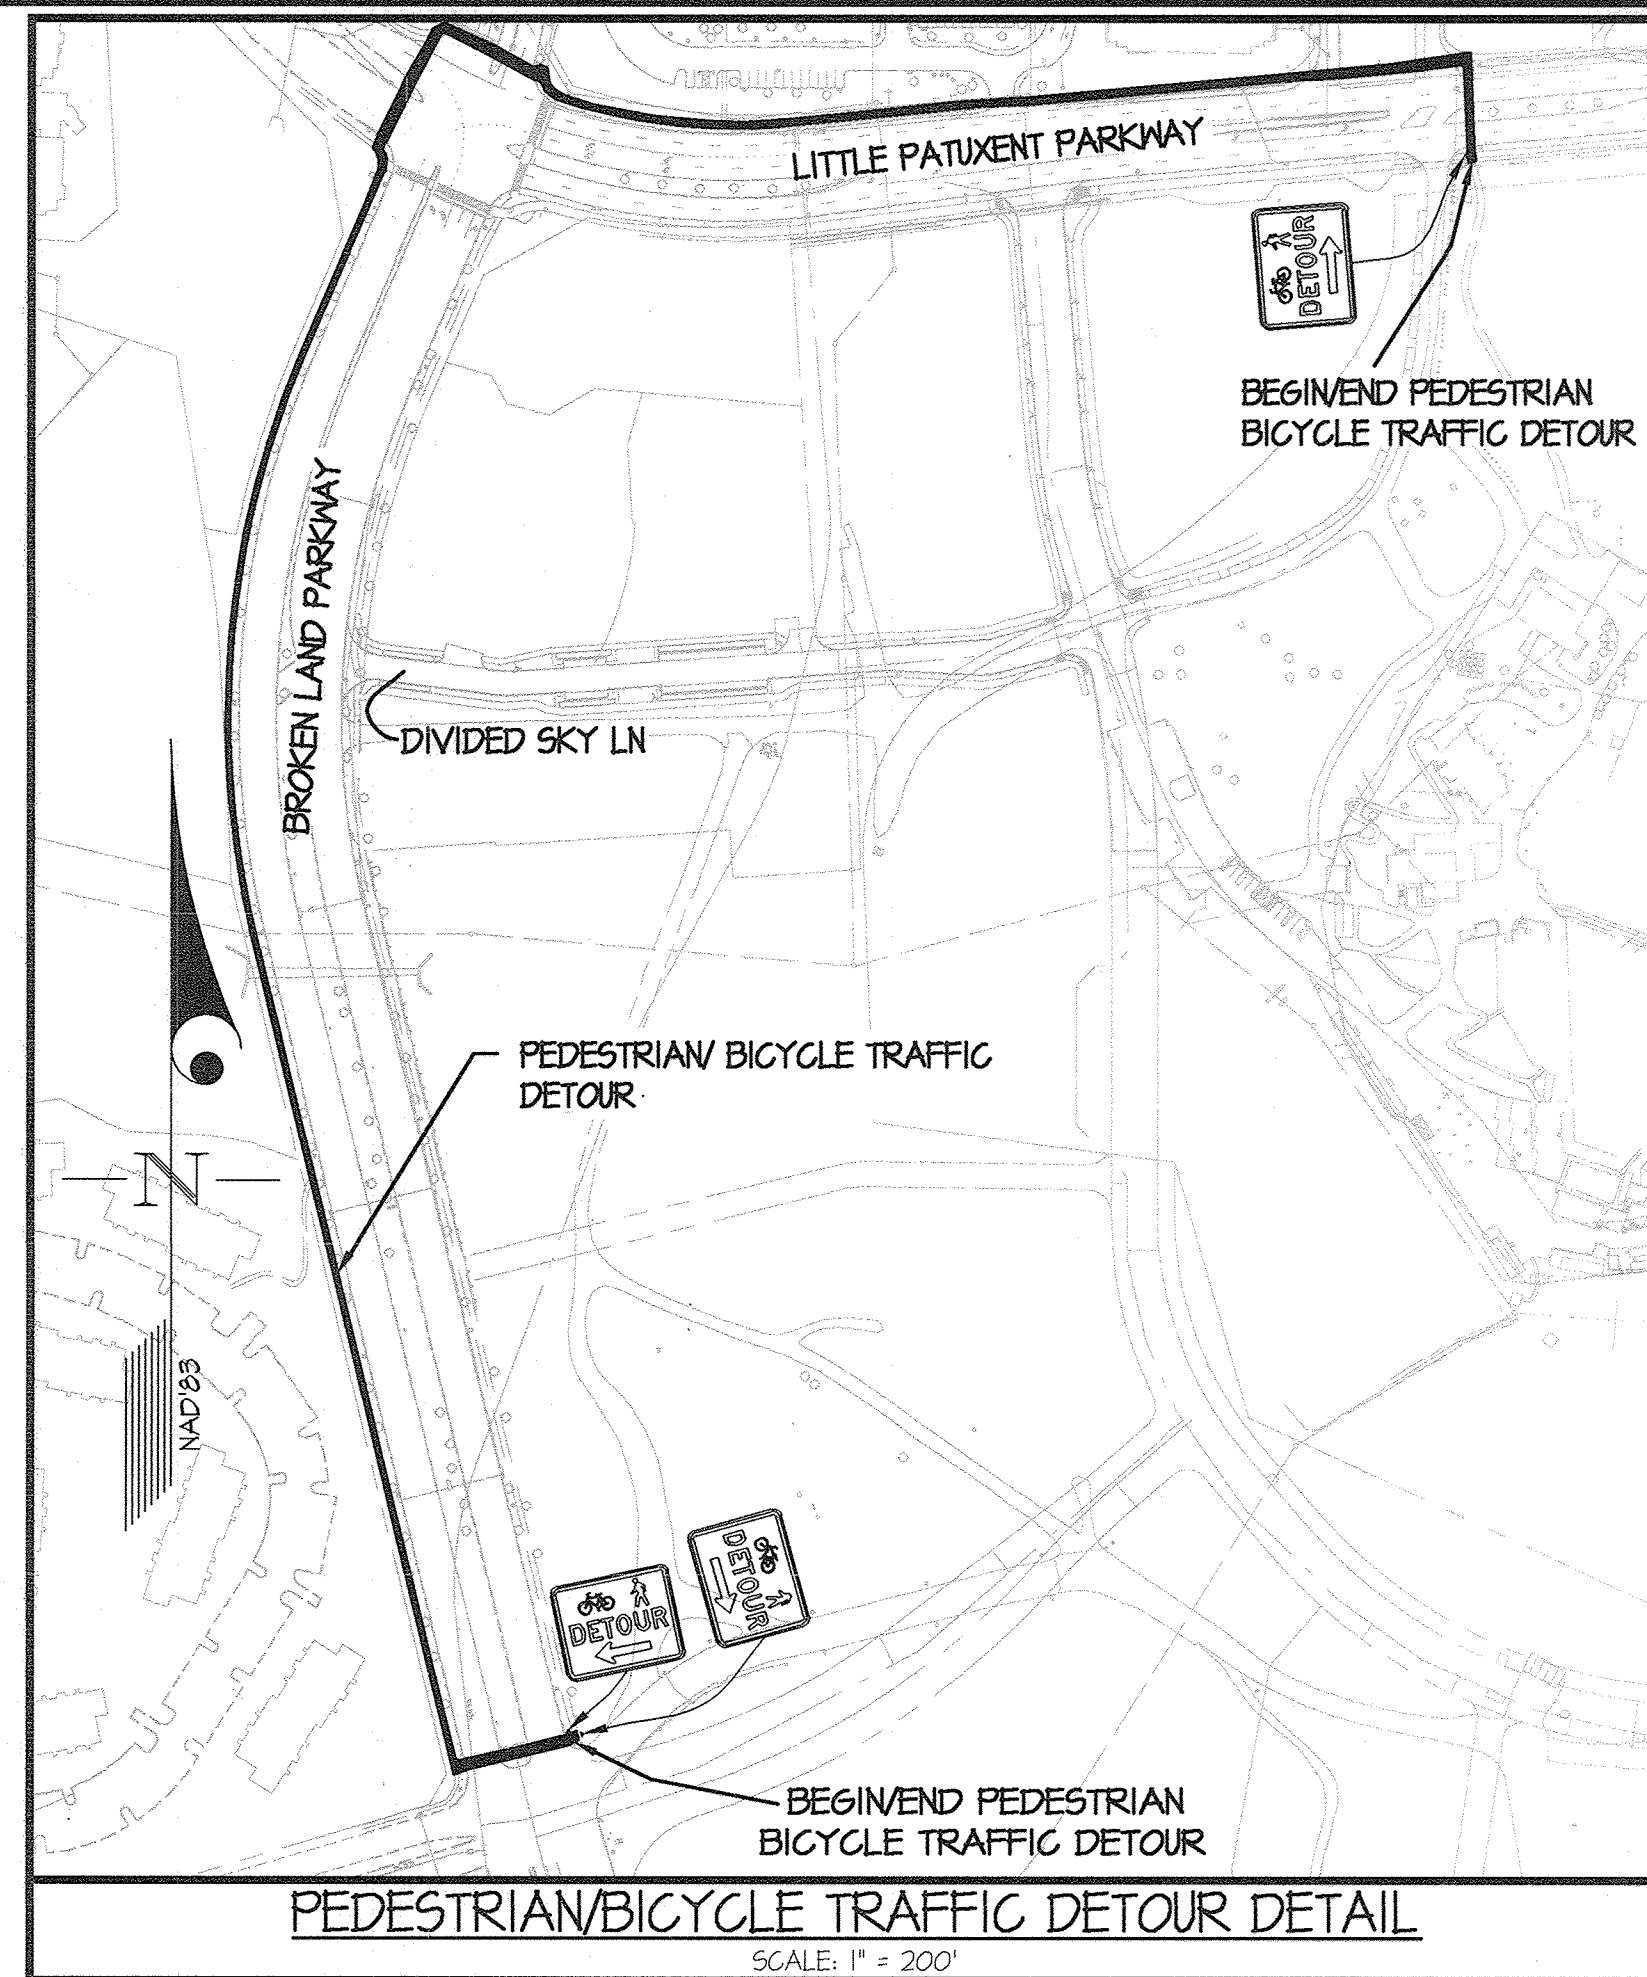 LITTLE PATUXENT PARKWAY
DETOUR
BEGIN/END PEDESTRIAN
BICYCLE TRAFFIC DETOUR
BROKEN LAND PARKWAY
DIVIDED SKY LN
PEDESTRIAN/ BICYCLE TRAFFIC
DETOUR
N
NAD'83
DETOUR
DETOUR
BEGIN/END PEDESTRIAN
BICYCLE TRAFFIC DETOUR
PEDESTRIAN/BICYCLE TRAFFIC DETOUR DETAIL
SCALE: 1" = 200'